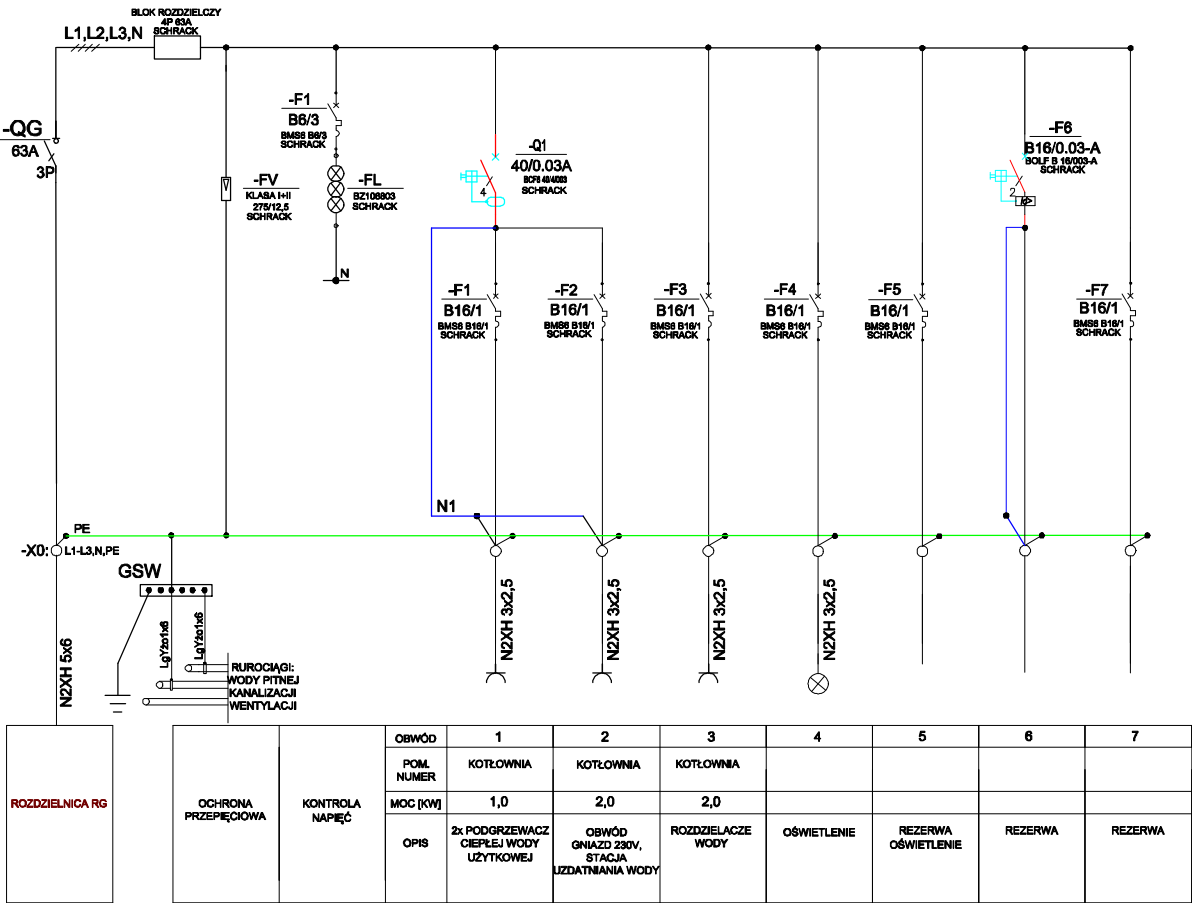 BLOK ROZDZIELCZY
4P 63A
SCHRACK
L1,L2,L3,N
-QG
63A
3P
-FV
KLASA I+II
275/12,5
SCHRACK
-F1
B6/3
BMS6 B6/3
SCHRACK
-FL
BZ106803
SCHRACK
N
-Q1
40/0.03A
BCF6 40/4/003
SCHRACK
4
-F6
B16/0.03-A
BOLF B 16/003-A
SCHRACK
2
-F1
B16/1
BMS6 B16/1
SCHRACK
-F2
B16/1
BMS6 B16/1
SCHRACK
-F3
B16/1
BMS6 B16/1
SCHRACK
-F4
B16/1
BMS6 B16/1
SCHRACK
-F5
B16/1
BMS6 B16/1
SCHRACK
-F7
B16/1
BMS6 B16/1
SCHRACK
N1
PE
-X0:
L1-L3,N,PE
GSW
N2XH 5x6
LgYżo1x6
LgYżo1x6
RUROCIĄGI:
WODY PITNEJ
KANALIZACJI
WENTYLACJI
N2XH 3x2,5
N2XH 3x2,5
N2XH 3x2,5
N2XH 3x2,5
ROZDZIELNICA RG
OCHRONA
PRZEPIĘCIOWA
KONTROLA
NAPIĘĆ
OBWÓD
1
2
3
4
5
6
7
POM.
NUMER
KOTŁOWNIA
KOTŁOWNIA
KOTŁOWNIA
MOC [KW]
1,0
2,0
2,0
OPIS
2x PODGRZEWACZ
CIEPŁEJ WODY
UŻYTKOWEJ
OBWÓD
GNIAZD 230V,
STACJA
UZDATNIANIA WODY
ROZDZIELACZE
WODY
OŚWIETLENIE
REZERWA
OŚWIETLENIE
REZERWA
REZERWA